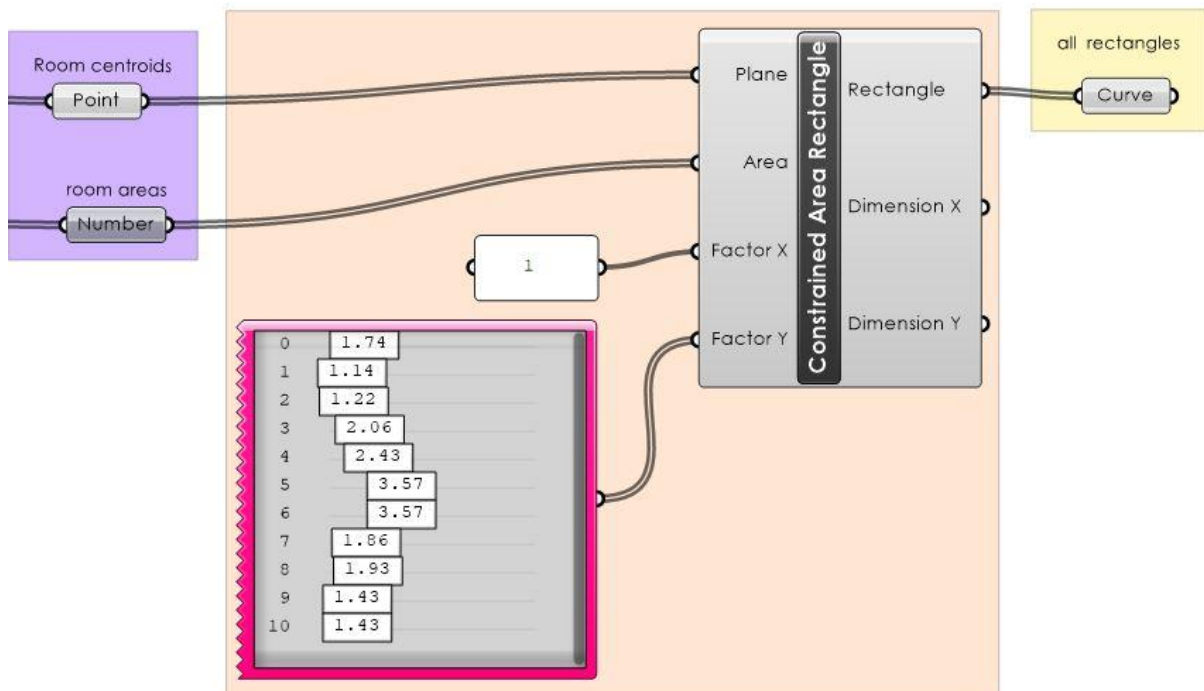 Room centroids
Point
room areas
Number
1
0 1.74
1 1.14
2 1.22
3 2.06
4 2.43
5 3.57
6 3.57
7 1.86
8 1.93
9 1.43
10 1.43
Plane
Area
Factor X
Factor Y
Constrained Area Rectangle
Rectangle
Dimension X
Dimension Y
all rectangles
Curve